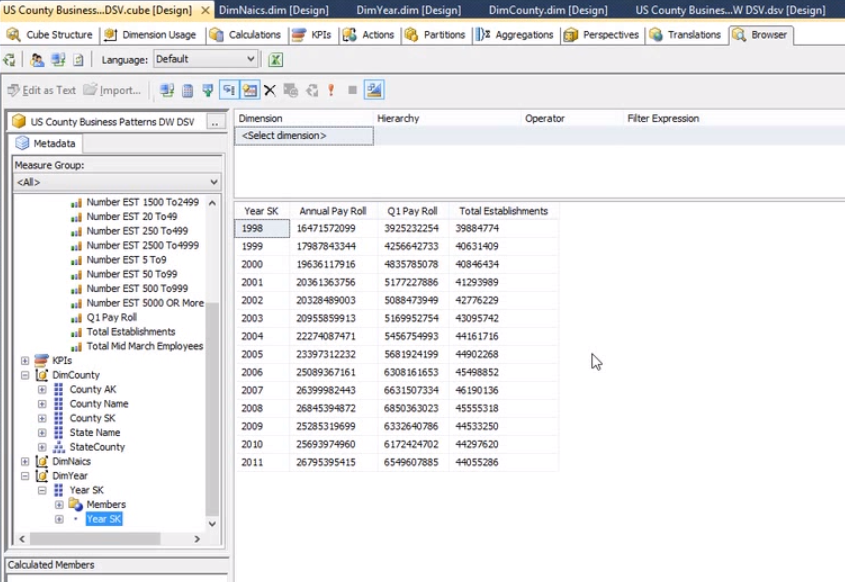 US County Business...DSV.cube [Design] × DimNaics.dim [Design] DimYear.dim [Design] DimCounty.dim [Design] US County Busines...W DSV.dsv [Design]
Cube Structure Dimension Usage Calculations KPIs Actions Partitions Aggregations Perspectives Translations Browser
Language: Default
Edit as Text Import...
US County Business Patterns DW DSV ..
Metadata
Measure Group:
<All>
Number EST 1500 To2499
Number EST 20 To49
Number EST 250 To499
Number EST 2500 To4999
Number EST 5 To9
Number EST 50 To99
Number EST 500 To999
Number EST 5000 OR More
Q1 Pay Roll
Total Establishments
Total Mid March Employees
KPIs
DimCounty
County AK
County Name
County SK
State Name
StateCounty
DimNaics
DimYear
Year SK
Members
Year SK
Calculated Members
Dimension Hierarchy Operator Filter Expression
<Select dimension>
Year SK Annual Pay Roll Q1 Pay Roll Total Establishments
1998 16471572099 3925232254 39884774
1999 17987843344 4256642733 40631409
2000 19636117916 4835785078 40846434
2001 20361363756 5177227886 41293989
2002 20328489003 5088473949 42776229
2003 20955859913 5169952754 43095742
2004 22274087471 5456754993 44161716
2005 23397312232 5681924199 44902268
2006 25089367161 6308161653 45498852
2007 26399982443 6631507334 46190136
2008 26845394872 6850363023 45555318
2009 25285319699 6332640786 44533250
2010 25693974960 6172424702 44297620
2011 26795395415 6549607885 44055286